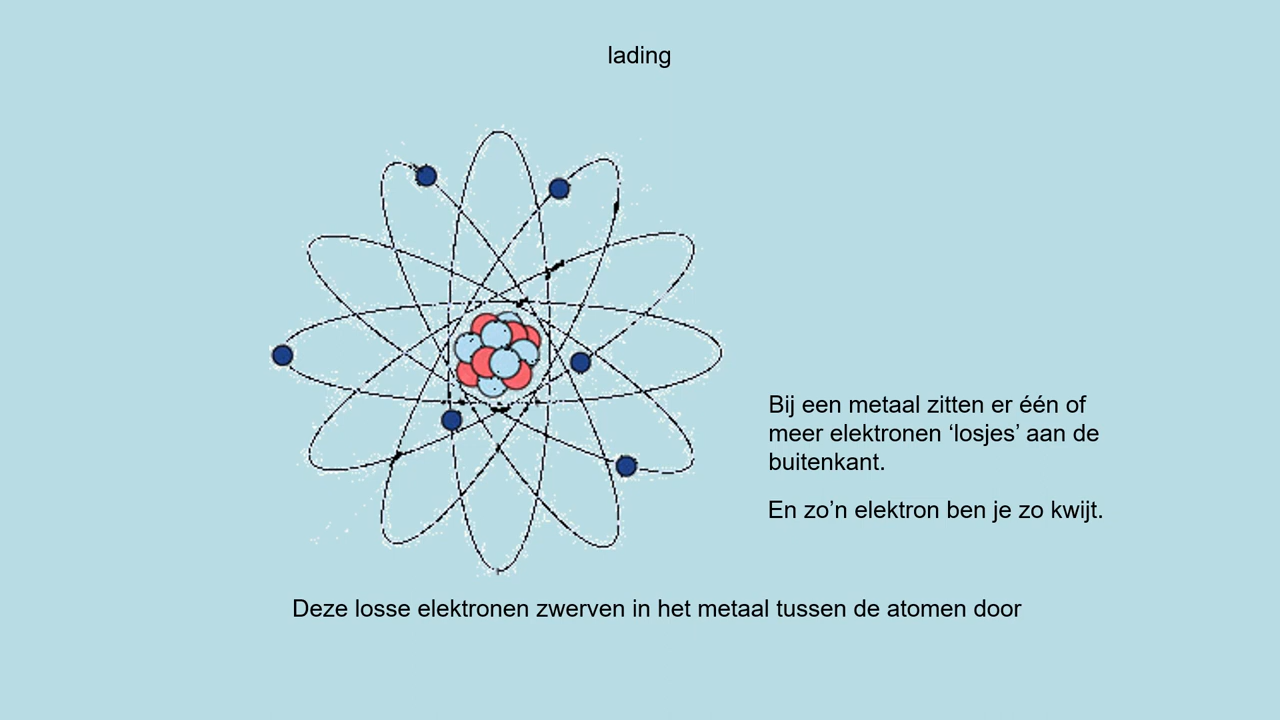 lading
Bij een metaal zitten er één of
meer elektronen ‘losjes’ aan de
buitenkant.
En zo’n elektron ben je zo kwijt.
Deze losse elektronen zwerven in het metaal tussen de atomen door